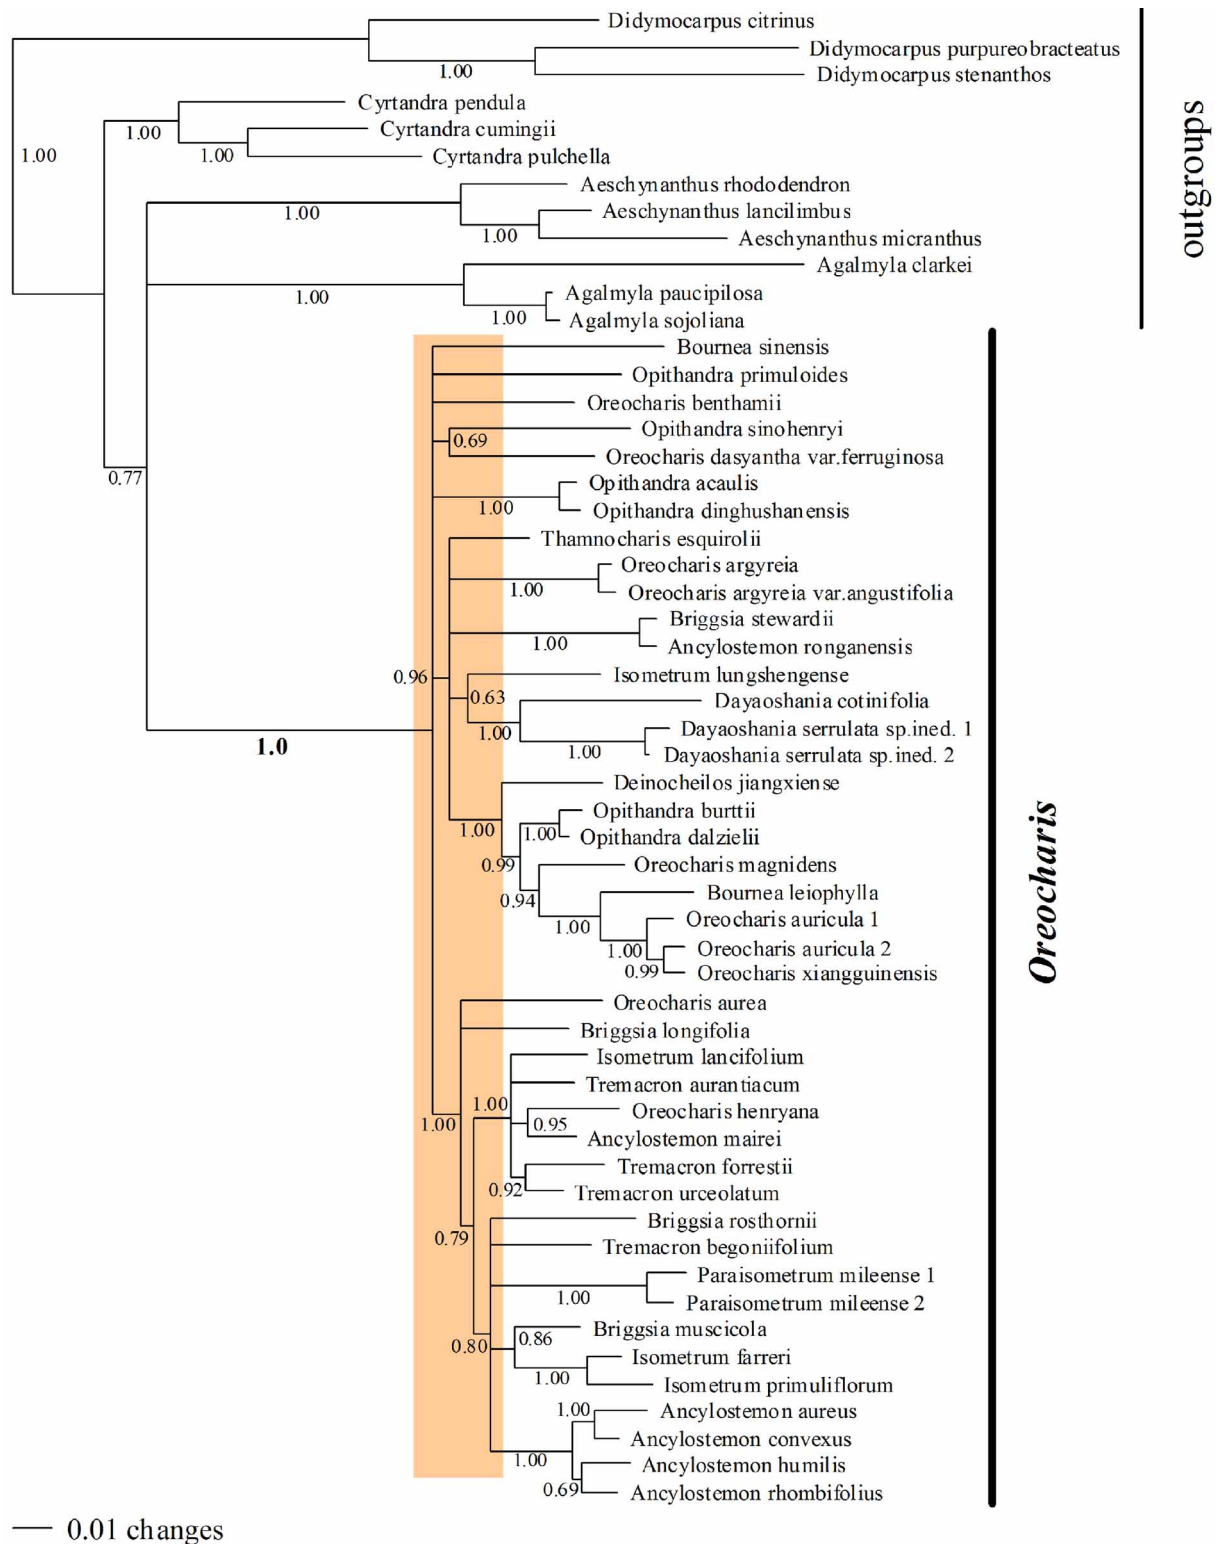 Didymocarpus citrinus
Didymocarpus purpureobracteatus
1.00
Didymocarpus stenanthos
Cyrtandra pendula
1.00
Cyrtandra cumingii
1.00
1.00
Cyrtandra pulchella
outgroups
Aeschynanthus rhododendron
1.00
Aeschynanthus lancilimbus
1.00
Aeschynanthus micranthus
Agalmyla clarkei
1.00
Agalmyla paucipilosa
1.00
Agalmyla sojoliana
Bournea sinensis
Opithandra primuloides
Oreocharis benthamii
Opithandra sinohenryi
0.69
Oreocharis dasyantha var.ferruginosa
0.77
Opithandra acaulis
1.00
Opithandra dinghushanensis
Thamnocharis esquirolii
Oreocharis argyreia
1.00
Oreocharis argyreia var.angustifolia
Briggsia stewardii
1.00
Ancylostemon ronganensis
0.96
Isometrum lungshengense
0.63
Dayaoshania cotinifolia
1.00
Dayaoshania serrulata sp.ined. 1
1.0
1.00
Dayaoshania serrulata sp.ined. 2
Deinocheilos jiangxiense
Opithandra burttii
1.00
1.00
Opithandra dalzielii
0.99
Oreocharis magnidens
Oreocharis
0.94
Bournea leiophylla
1.00
Oreocharis auricula 1
1.00
Oreocharis auricula 2
0.99
Oreocharis xiangguinensis
Oreocharis aurea
Briggsia longifolia
Isometrum lancifolium
Tremacron aurantiacum
1.00
Oreocharis henryana
1.00
0.95
Ancylostemon mairei
Tremacron forrestii
0.92
Tremacron urceolatum
Briggsia rosthornii
0.79
Tremacron begoniifolium
Paraisometrum mileense 1
1.00
Paraisometrum mileense 2
Briggsia muscicola
0.86
0.80
Isometrum farreri
1.00
Isometrum primuliflorum
1.00
Ancylostemon aureus
Ancylostemon convexus
1.00
Ancylostemon humilis
0.69
Ancylostemon rhombifolius
0.01 changes